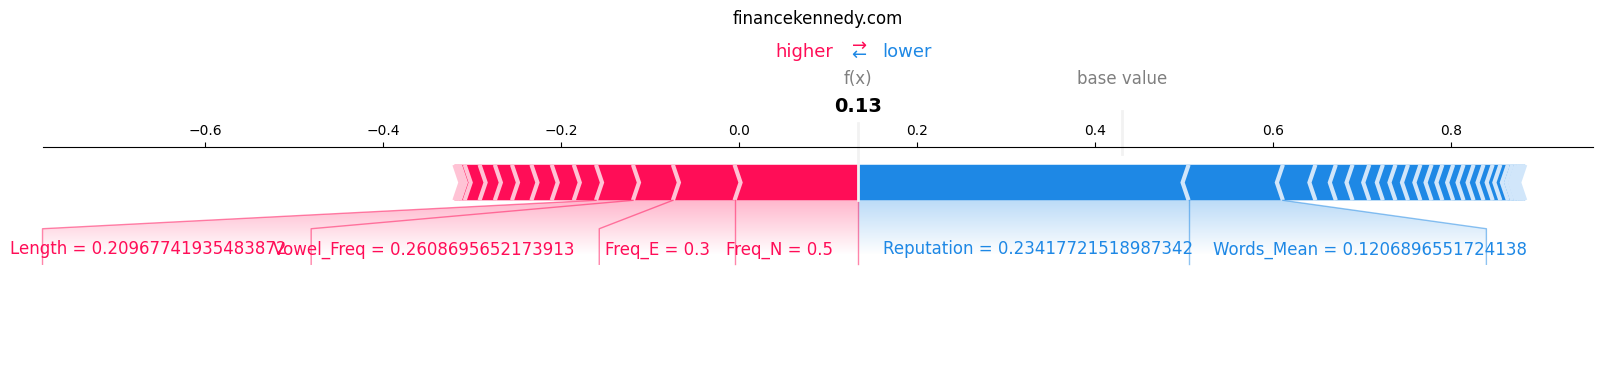 financekennedy.com
higher ⇄ lower
f(x) base value
0.13
−0.6 −0.4 −0.2 0.0 0.2 0.4 0.6 0.8
Length = 0.20967741935483872 Vowel_Freq = 0.2608695652173913 Freq_E = 0.3 Freq_N = 0.5 Reputation = 0.23417721518987342 Words_Mean = 0.1206896551724138